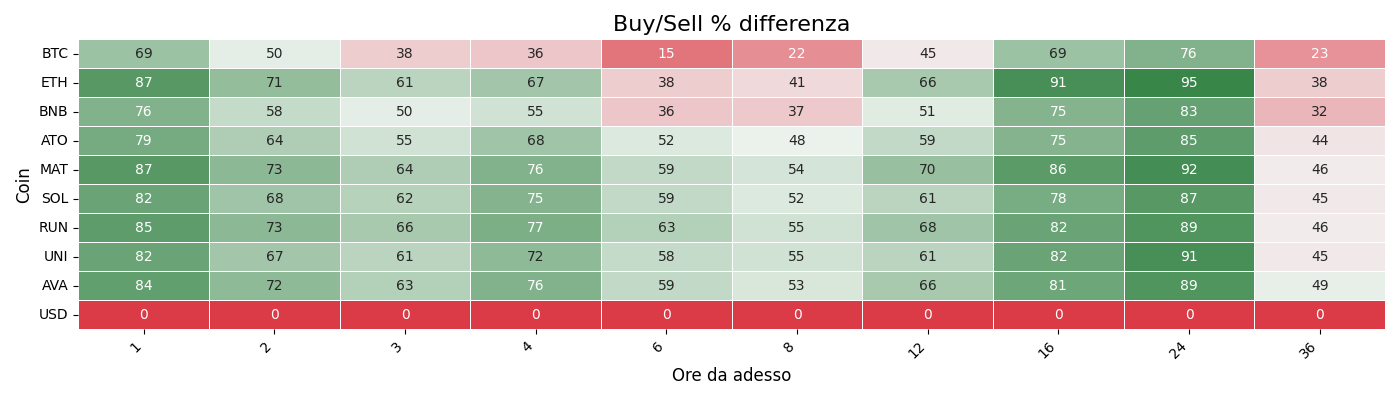 Buy/Sell % differenza
Coin
BTC 69 50 38 36 15 22 45 69 76 23
ETH 87 71 61 67 38 41 66 91 95 38
BNB 76 58 50 55 36 37 51 75 83 32
ATO 79 64 55 68 52 48 59 75 85 44
MAT 87 73 64 76 59 54 70 86 92 46
SOL 82 68 62 75 59 52 61 78 87 45
RUN 85 73 66 77 63 55 68 82 89 46
UNI 82 67 61 72 58 55 61 82 91 45
AVA 84 72 63 76 59 53 66 81 89 49
USD 0 0 0 0 0 0 0 0 0 0
1 2 3 4 6 8 12 16 24 36
Ore da adesso